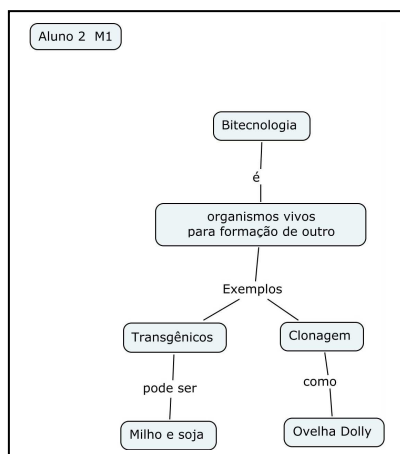 Aluno 2 M1
Bitecnologia
é
organismos vivos
para formação de outro
Exemplos
Transgênicos
Clonagem
pode ser
como
Milho e soja
Ovelha Dolly